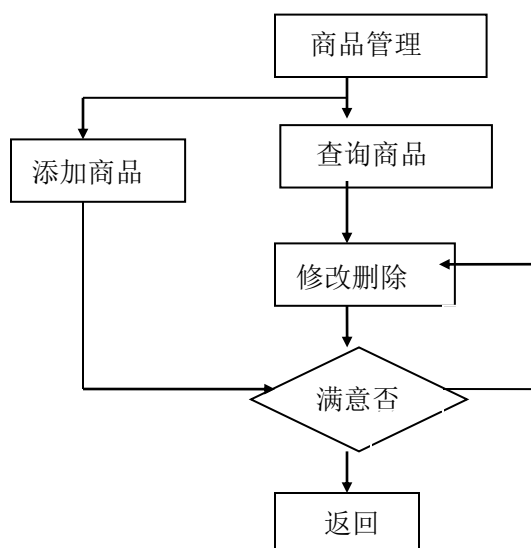 商品管理
添加商品
查询商品
修改删除
满意否
返回